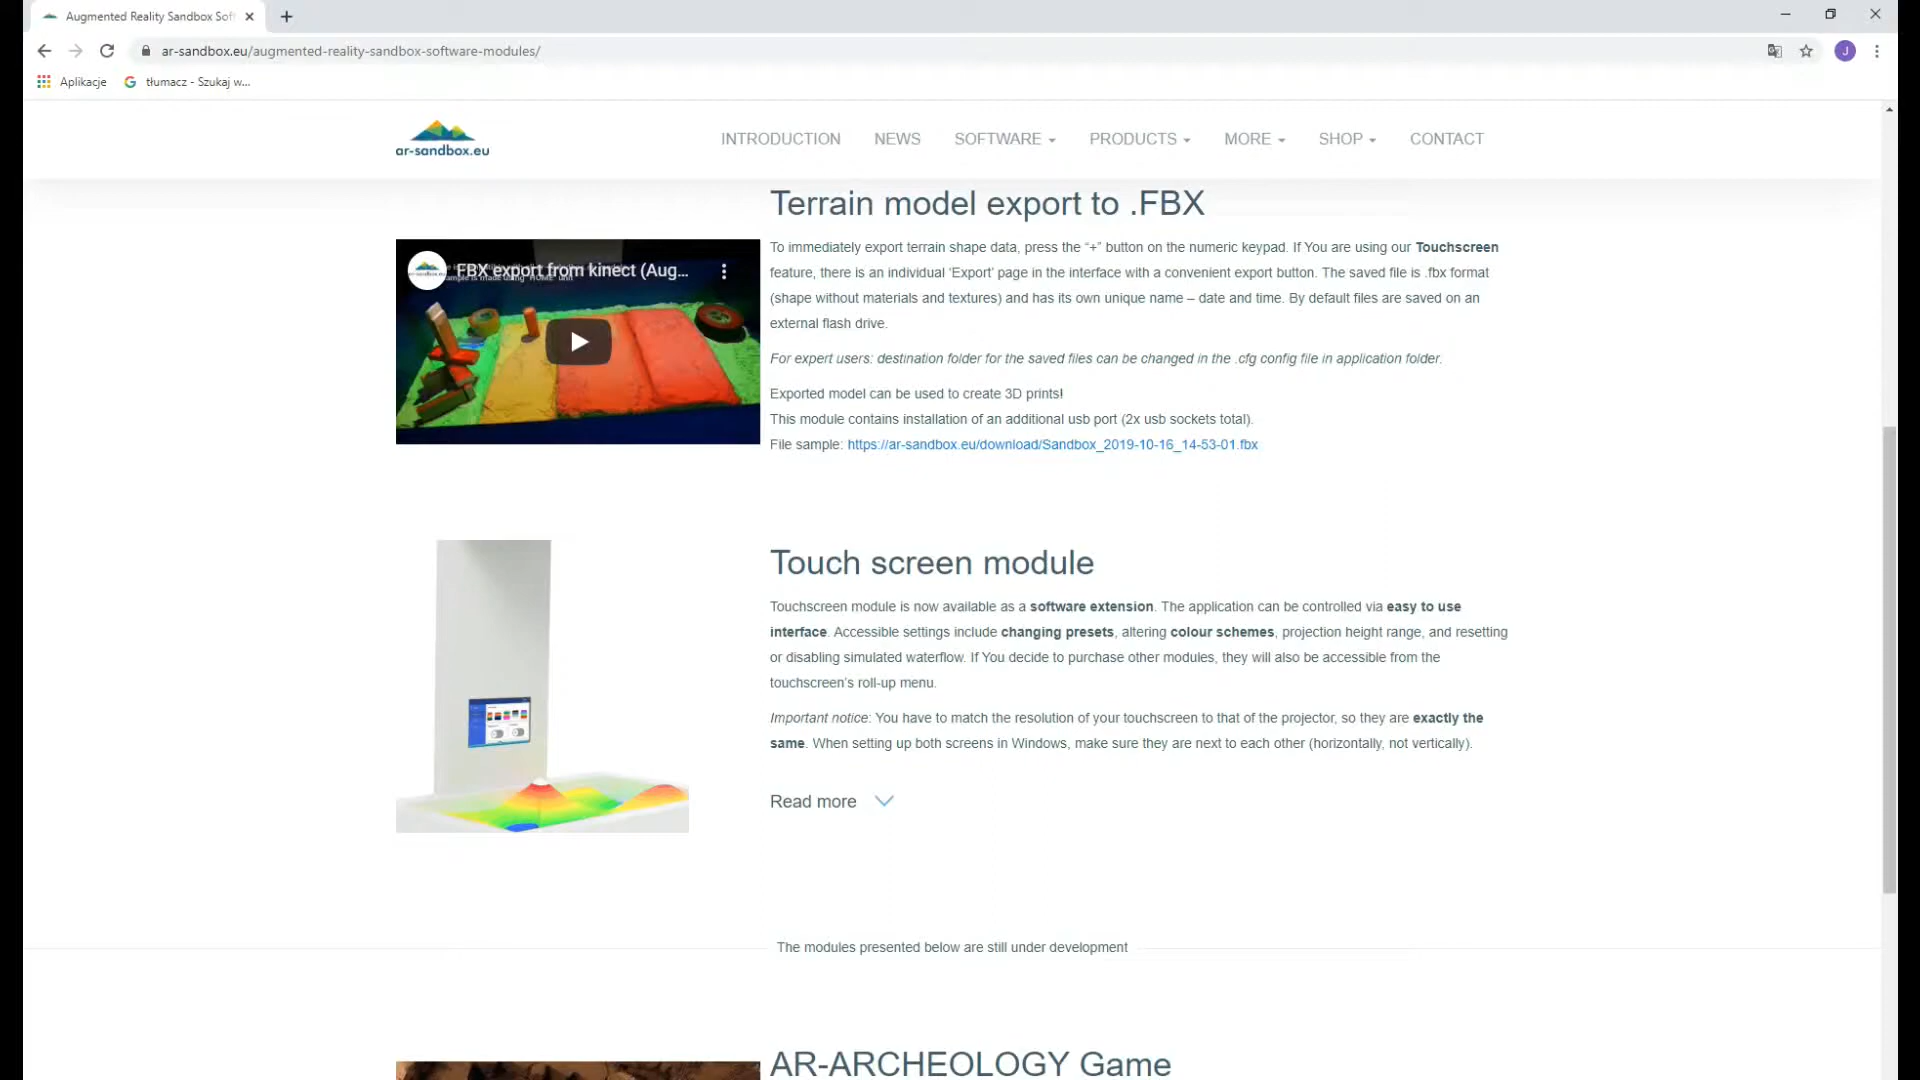 Augmented Reality Sandbox Sof
ar-sandbox.eu/augmented-reality-sandbox-software-modules/
J
Aplikacje
tłumacz - Szukaj w...
ar-sandbox.eu
INTRODUCTION
NEWS
SOFTWARE
PRODUCTS
MORE
SHOP
CONTACT
Terrain model export to .FBX
FBX export from kinect (Aug...
To immediately export terrain shape data, press the “+” button on the numeric keypad. If You are using our Touchscreen
feature, there is an individual ‘Export’ page in the interface with a convenient export button. The saved file is .fbx format
(shape without materials and textures) and has its own unique name – date and time. By default files are saved on an
external flash drive.
For expert users: destination folder for the saved files can be changed in the .cfg config file in application folder.
Exported model can be used to create 3D prints!
This module contains installation of an additional usb port (2x usb sockets total).
File sample: https://ar-sandbox.eu/download/Sandbox_2019-10-16_14-53-01.fbx
Touch screen module
Touchscreen module is now available as a software extension. The application can be controlled via easy to use
interface. Accessible settings include changing presets, altering colour schemes, projection height range, and resetting
or disabling simulated waterflow. If You decide to purchase other modules, they will also be accessible from the
touchscreen’s roll-up menu.
Important notice: You have to match the resolution of your touchscreen to that of the projector, so they are exactly the
same. When setting up both screens in Windows, make sure they are next to each other (horizontally, not vertically).
Read more
The modules presented below are still under development
AR-ARCHEOLOGY Game